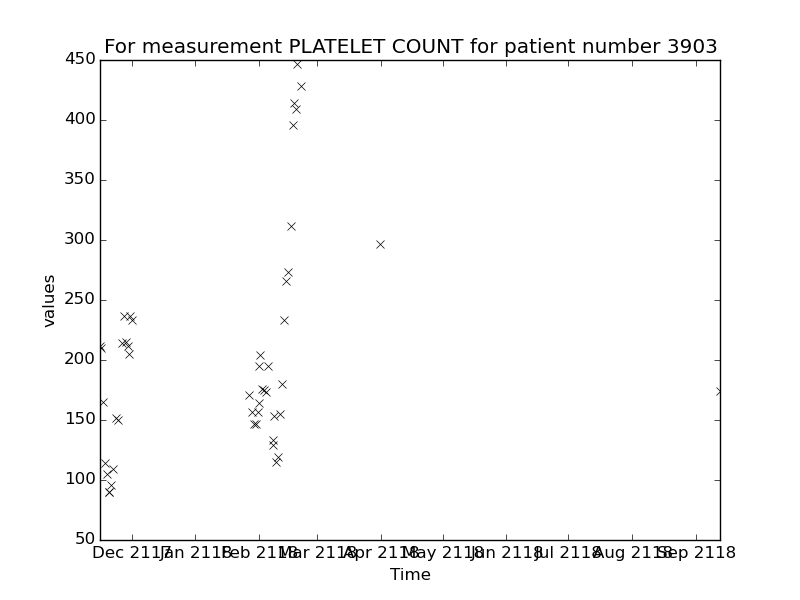 For measurement PLATELET COUNT for patient number 3903
450
400
350
300
250
200
150
100
50
values
Dec 2117 Jan 2118 Feb 2118 Mar 2118 Apr 2118 May 2118 Jun 2118 Jul 2118 Aug 2118 Sep 2118
Time